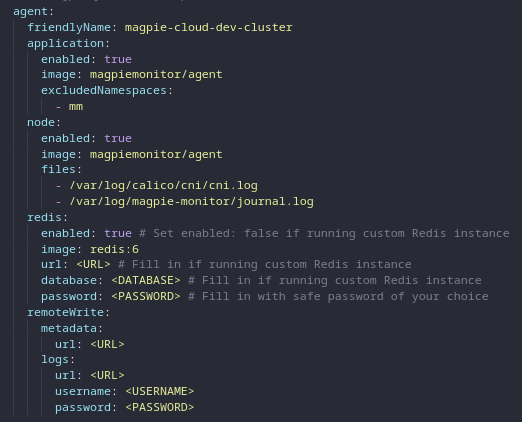 agent:
  friendlyName: magpie-cloud-dev-cluster
  application:
    enabled: true
    image: magpiemonitor/agent
    excludedNamespaces:
      - mm
  node:
    enabled: true
    image: magpiemonitor/agent
    files:
      - /var/log/calico/cni/cni.log
      - /var/log/magpie-monitor/journal.log
  redis:
    enabled: true # Set enabled: false if running custom Redis instance
    image: redis:6
    url: <URL> # Fill in if running custom Redis instance
    database: <DATABASE> # Fill in if running custom Redis instance
    password: <PASSWORD> # Fill in with safe password of your choice
  remoteWrite:
    metadata:
      url: <URL>
    logs:
      url: <URL>
      username: <USERNAME>
      password: <PASSWORD>